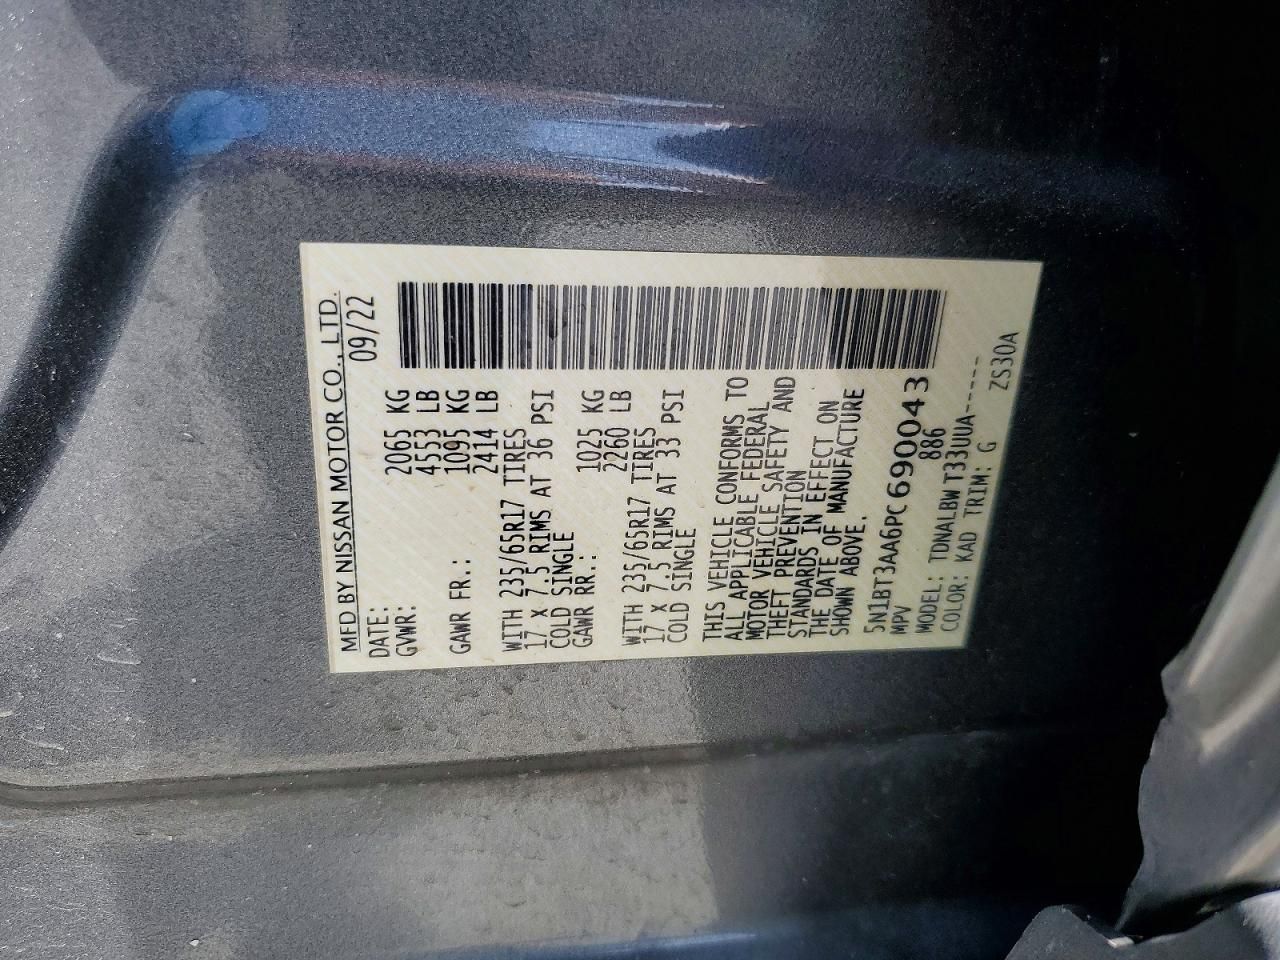 MFD BY NISSAN MOTOR CO., LTD.
DATE: 09/22
GVWR: 2065 KG
4553 LB
GAWR FR.: 1095 KG
2414 LB
WITH 235/65R17 TIRES
17 X 7.5 RIMS AT 36 PSI
COLD SINGLE
GAWR RR.: 1025 KG
2260 LB
WITH 235/65R17 TIRES
17 X 7.5 RIMS AT 33 PSI
COLD SINGLE
THIS VEHICLE CONFORMS TO
ALL APPLICABLE FEDERAL
MOTOR VEHICLE SAFETY AND
THEFT PREVENTION
STANDARDS IN EFFECT ON
THE DATE OF MANUFACTURE
SHOWN ABOVE.
5N1BT3AA6PC690043
MPV 886
MODEL: TDNALBWT33UUA------
COLOR: KAD TRIM: G ZS30A